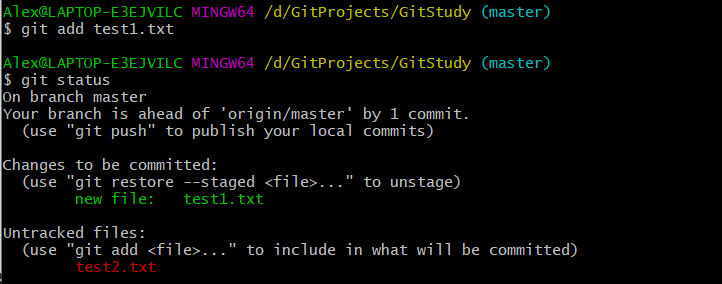 Alex@LAPTOP-E3EJVILC MINGW64 /d/GitProjects/GitStudy (master)
$ git add test1.txt
Alex@LAPTOP-E3EJVILC MINGW64 /d/GitProjects/GitStudy (master)
$ git status
On branch master
Your branch is ahead of 'origin/master' by 1 commit.
  (use "git push" to publish your local commits)
Changes to be committed:
  (use "git restore --staged <file>..." to unstage)
        new file:   test1.txt
Untracked files:
  (use "git add <file>..." to include in what will be committed)
        test2.txt